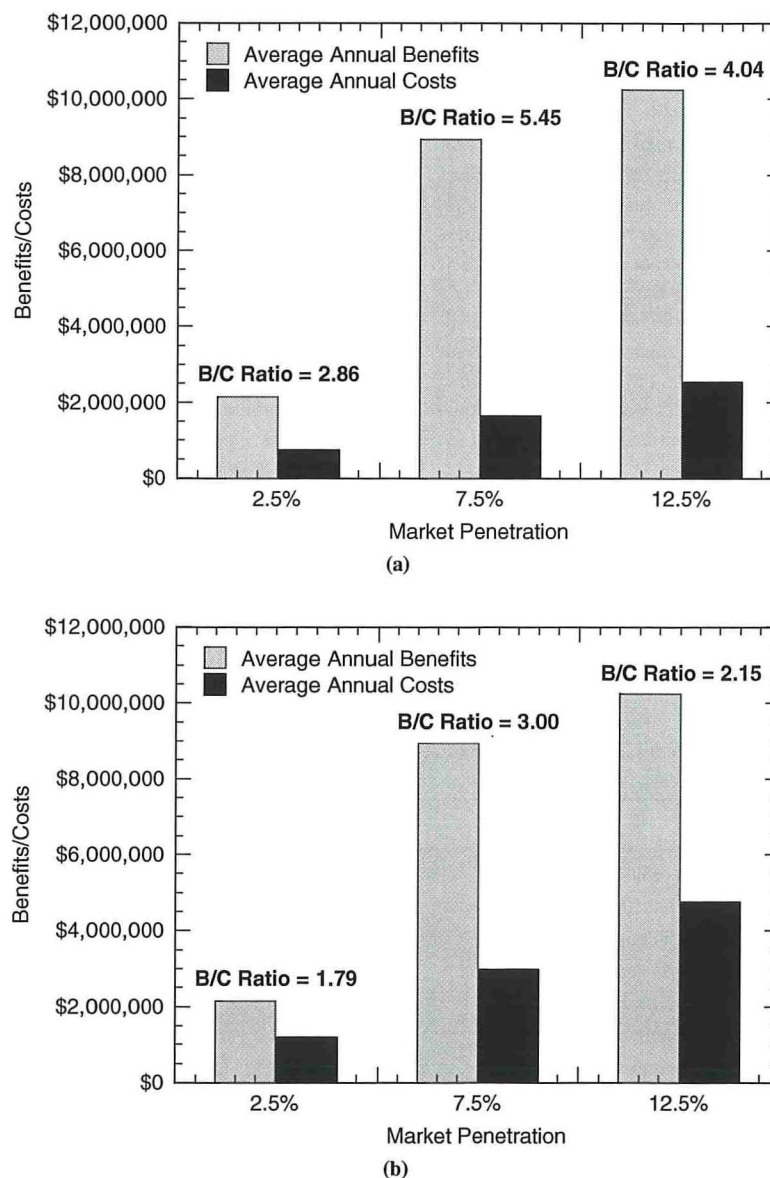 $12,000,000
Average Annual Benefits
Average Annual Costs
B/C Ratio = 4.04
$10,000,000
B/C Ratio = 5.45
$8,000,000
Benefits/Costs
$6,000,000
$4,000,000
B/C Ratio = 2.86
$2,000,000
$0
2.5% 7.5% 12.5%
Market Penetration
(a)
$12,000,000
Average Annual Benefits
Average Annual Costs
B/C Ratio = 2.15
$10,000,000
B/C Ratio = 3.00
$8,000,000
Benefits/Costs
$6,000,000
$4,000,000
B/C Ratio = 1.79
$2,000,000
$0
2.5% 7.5% 12.5%
Market Penetration
(b)